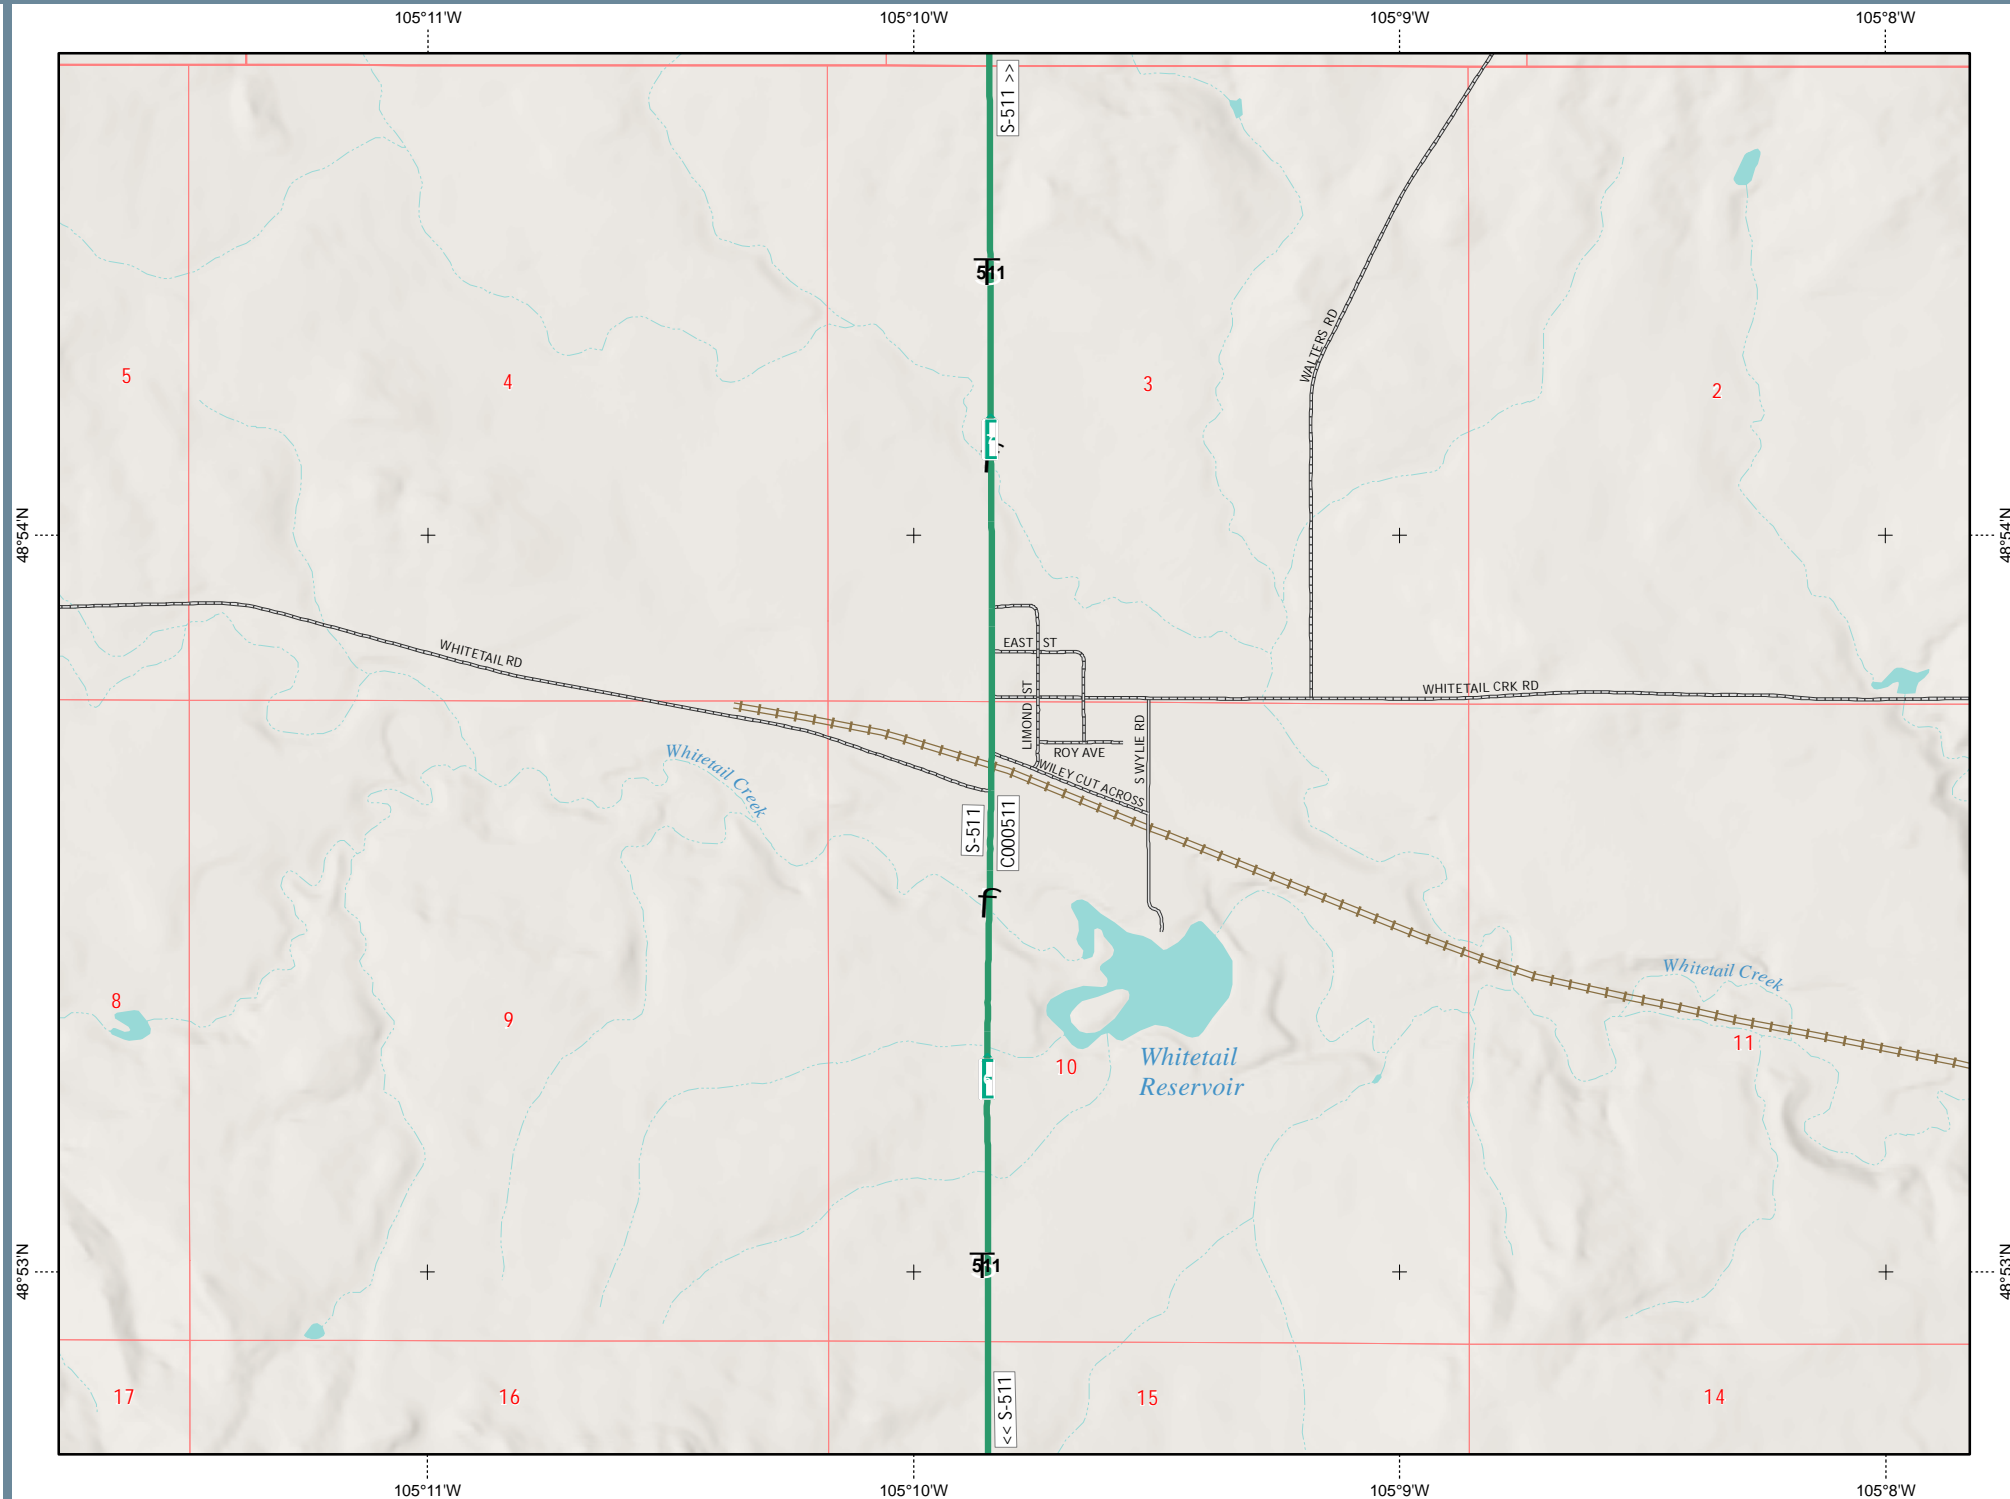 105°11'W
105°10'W
105°9'W
105°8'W
S-511 >>
511
WALTERS RD
5
4
3
2
48°54'N
48°54'N
EAST ST
WHITETAIL RD
LIMOND ST
WHITETAIL CRK RD
S WYLIE RD
ROY AVE
WILEY CUT ACROSS
Whitetail Creek
S-511
C000511
Whitetail Creek
8
9
10
11
Whitetail
Reservoir
48°53'N
48°53'N
511
17
16
15
14
<< S-511
105°11'W
105°10'W
105°9'W
105°8'W